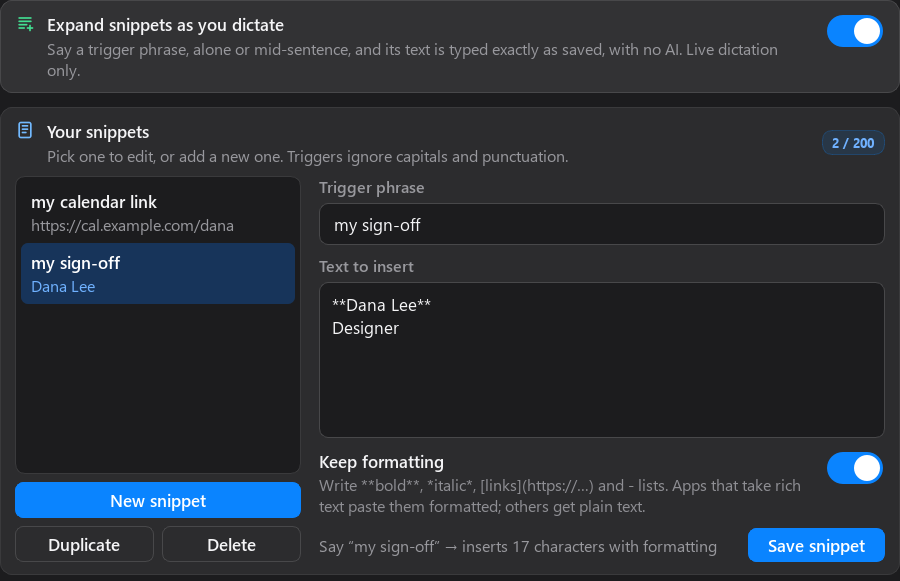 Expand snippets as you dictate
Say a trigger phrase, alone or mid-sentence, and its text is typed exactly as saved, with no AI. Live dictation
only.
Your snippets
Pick one to edit, or add a new one. Triggers ignore capitals and punctuation.
2 / 200
my calendar link
https://cal.example.com/dana
my sign-off
Dana Lee
New snippet
Duplicate
Delete
Trigger phrase
my sign-off
Text to insert
**Dana Lee**
Designer
Keep formatting
Write **bold**, *italic*, [links](https://...) and - lists. Apps that take rich
text paste them formatted; others get plain text.
Say “my sign-off” → inserts 17 characters with formatting
Save snippet